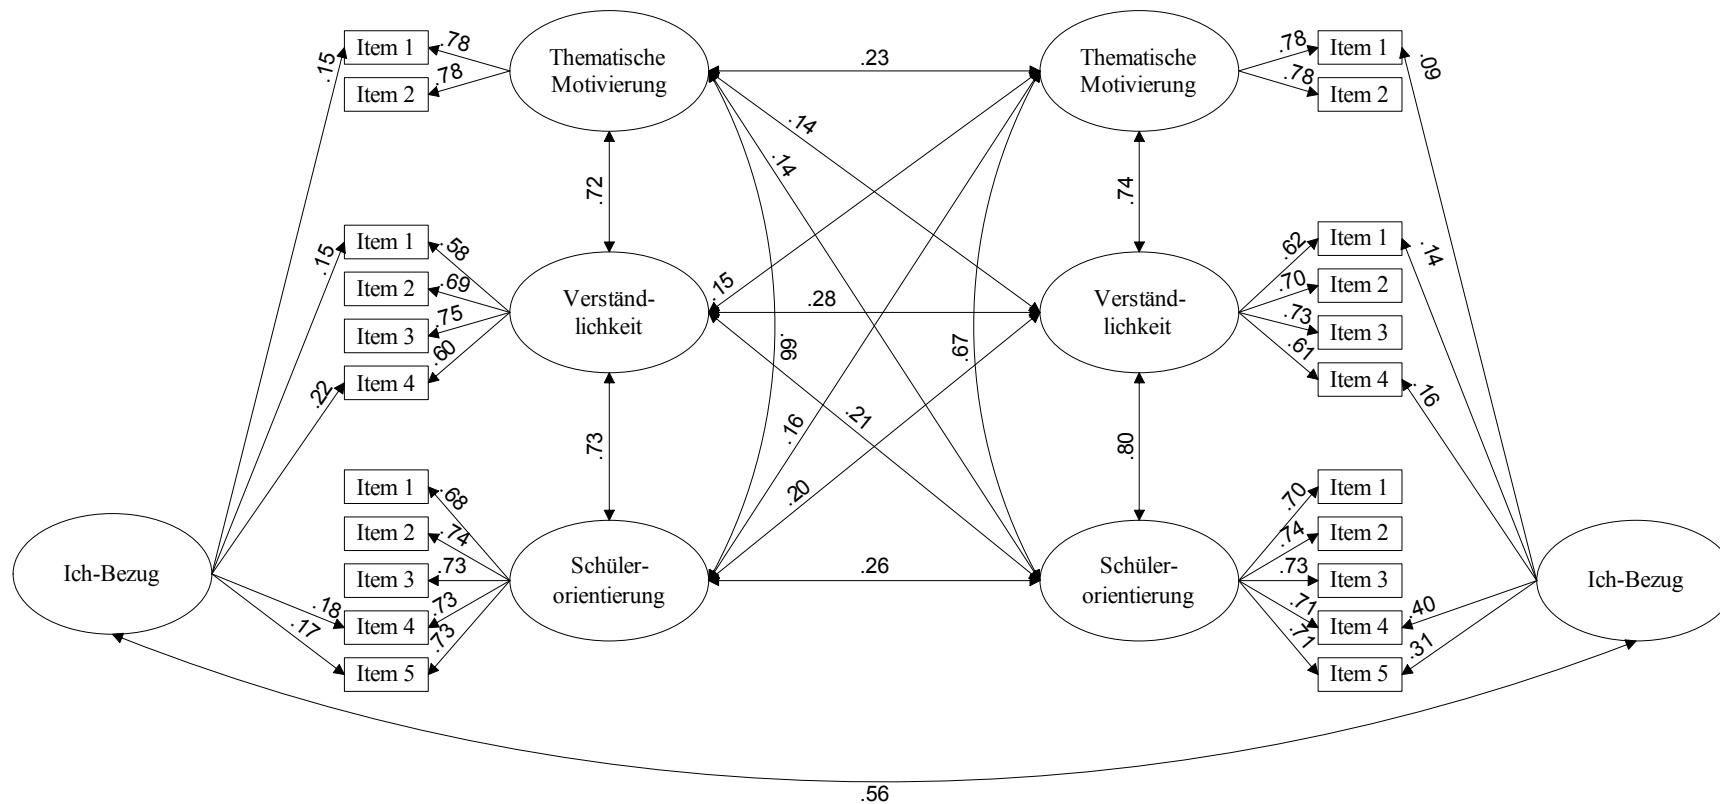 Item 1
Item 2
.15
.78
.78
Thematische
Motivierung
.23
Thematische
Motivierung
.78
.78
Item 1
Item 2
.09
.14
.14
.72
.74
Item 1
Item 2
Item 3
Item 4
.15
.22
.58
.69
.75
.60
Verständ-
lichkeit
.15
.28
.66
.67
Verständ-
lichkeit
.62
.70
.73
.61
Item 1
Item 2
Item 3
Item 4
.14
.16
.73
.16
.21
.20
.80
Ich-Bezug
Item 1
Item 2
Item 3
Item 4
Item 5
.18
.17
.68
.74
.73
.73
.73
Schüler-
orientierung
.26
Schüler-
orientierung
.70
.74
.73
.71
.71
Item 1
Item 2
Item 3
Item 4
Item 5
.40
.31
Ich-Bezug
.56